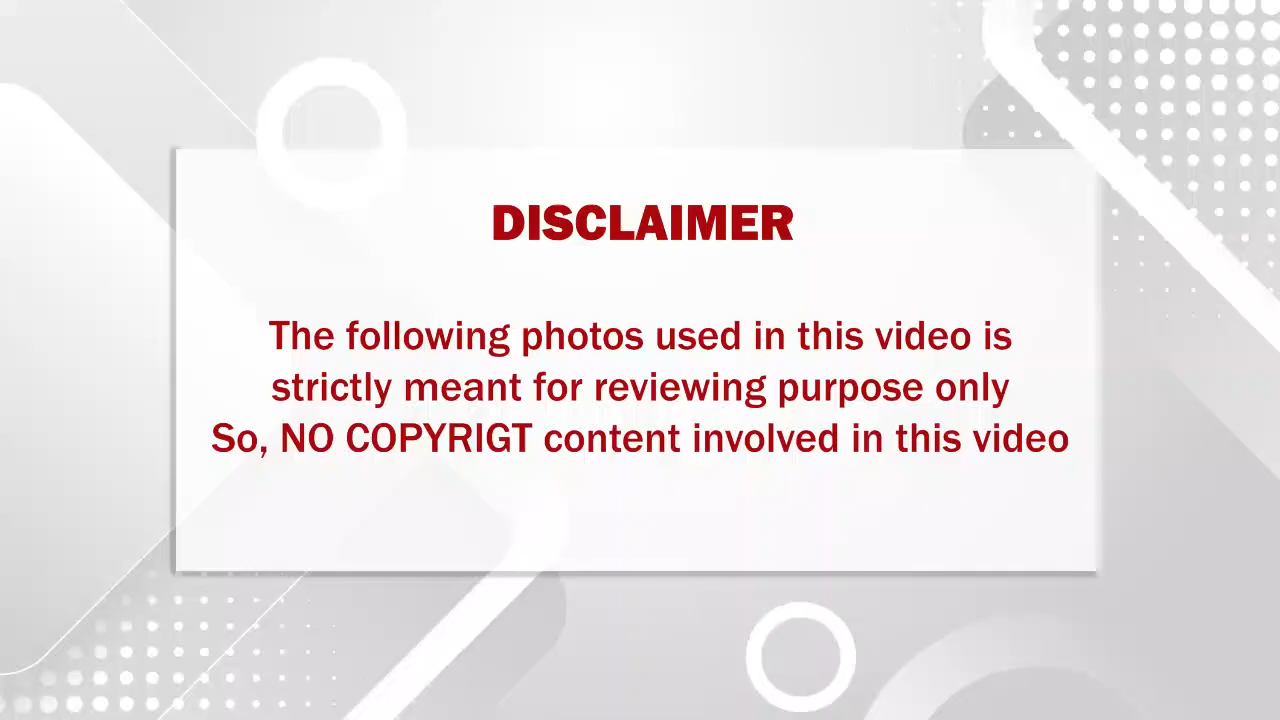 DISCLAIMER
The following photos used in this video is
strictly meant for reviewing purpose only
So, NO COPYRIGT content involved in this video